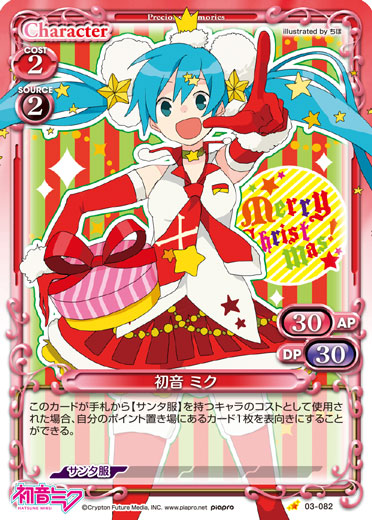 Precious Memories
Character
illustrated by ちほ
COST
2
SOURCE
2
Merry
Christ
mas!
30 AP
DP 30
初音 ミク
このカードが手札から【サンタ服】を持つキャラのコストとして使用さ
れた場合、自分のポイント置き場にあるカード1枚を表向きにすること
ができる。
サンタ服
初音ミク
HATSUNE MIKU
©Crypton Future Media, INC. www.piapro.net piapro
03-082